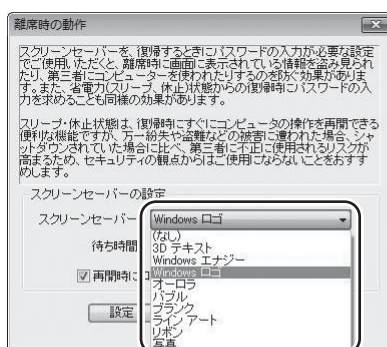 離席時の動作
スクリーンセーバーを、復帰するときにパスワードの入力が必要な設定
でご使用いただくと、離席時に画面に表示されている情報を盗み見られ
たり、第三者にコンピューターを使われたりするのを防ぐ効果がありま
す。また、省電力(スリープ、休止)状態からの復帰時にパスワードの入
力を求めることも同様の効果があります。
スリープ・休止状態は、復帰時にすぐにコンピュータの操作を再開できる
便利な機能ですが、万一紛失や盗難などの被害に遭われた場合、シャ
ットダウンされていた場合に比べ、第三者に不正に使用されるリスクが
高まるため、セキュリティの観点からはご使用にならないことをおすす
めします。
スクリーンセーバーの設定
スクリーンセーバー Windows ロゴ
待ち時間
(なし)
3D テキスト
Windows エナジー
Windows ロゴ
再開時に
オーロラ
バブル
設定
ブランク
ライン アート
リボン
写真